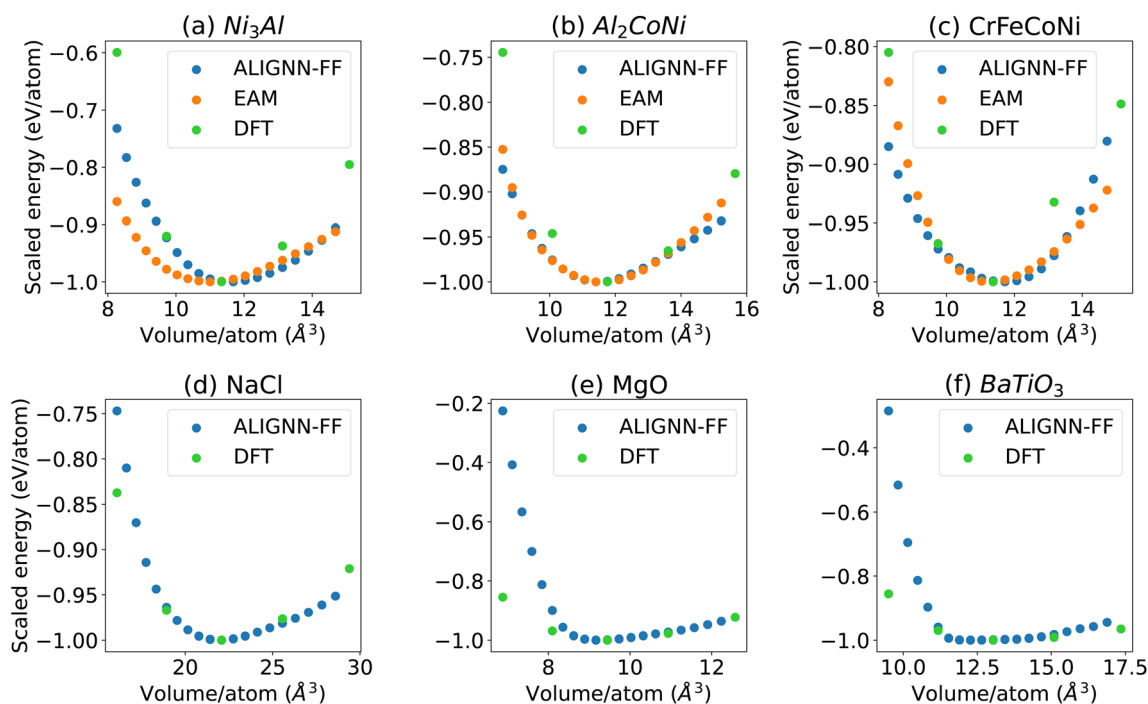 (a) Ni₃Al
Scaled energy (eV/atom)
−0.6
−0.7
−0.8
−0.9
−1.0
ALIGNN-FF
EAM
DFT
8
10
12
14
Volume/atom (Å³)
(b) Al₂CoNi
−0.75
−0.80
−0.85
−0.90
−0.95
−1.00
ALIGNN-FF
EAM
DFT
10
12
14
16
Volume/atom (Å³)
(c) CrFeCoNi
Scaled energy (eV/atom)
−0.80
−0.85
−0.90
−0.95
−1.00
ALIGNN-FF
EAM
DFT
8
10
12
14
Volume/atom (Å³)
(d) NaCl
Scaled energy (eV/atom)
−0.75
−0.80
−0.85
−0.90
−0.95
−1.00
ALIGNN-FF
DFT
20
25
30
Volume/atom (Å³)
(e) MgO
−0.2
−0.4
−0.6
−0.8
−1.0
ALIGNN-FF
DFT
8
10
12
Volume/atom (Å³)
(f) BaTiO₃
−0.4
−0.6
−0.8
−1.0
ALIGNN-FF
DFT
10.0
12.5
15.0
17.5
Volume/atom (Å³)